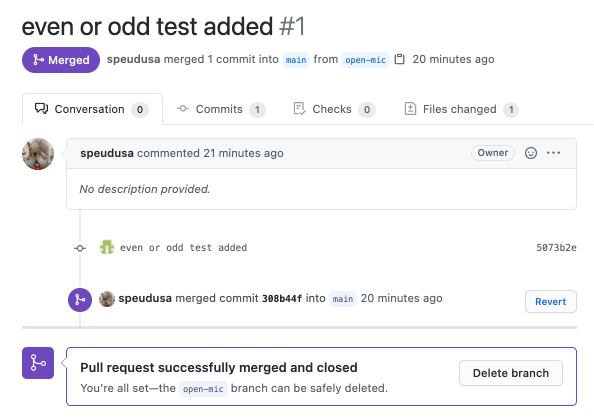 even or odd test added #1
Merged speudusa merged 1 commit into main from open-mic 20 minutes ago
Conversation 0 Commits 1 Checks 0 Files changed 1
speudusa commented 21 minutes ago Owner
No description provided.
even or odd test added 5073b2e
speudusa merged commit 308b44f into main 20 minutes ago Revert
Pull request successfully merged and closed
You're all set—the open-mic branch can be safely deleted.
Delete branch